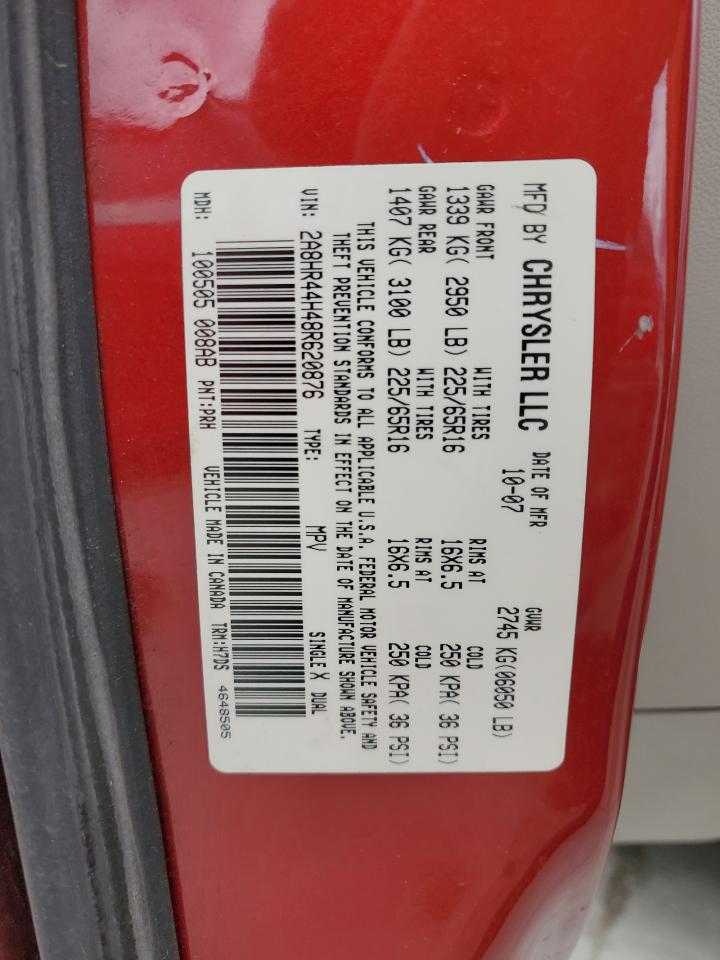 MFD BY CHRYSLER LLC DATE OF MFR 10-07 GVWR 2745 KG(06050 LB)
GAWR FRONT WITH TIRES RIMS AT COLD
1339 KG( 2950 LB) 225/65R16 16X6.5 250 KPA( 36 PSI)
GAWR REAR WITH TIRES RIMS AT COLD
1407 KG( 3100 LB) 225/65R16 16X6.5 250 KPA( 36 PSI)
THIS VEHICLE CONFORMS TO ALL APPLICABLE U.S.A. FEDERAL MOTOR VEHICLE SAFETY AND
THEFT PREVENTION STANDARDS IN EFFECT ON THE DATE OF MANUFACTURE SHOWN ABOVE.
VIN: 2A8HR44H48R620876 TYPE: MPV SINGLE X DUAL
MDH: 100505 008AB PNT:PRH VEHICLE MADE IN CANADA TRM:H7DS 4648505